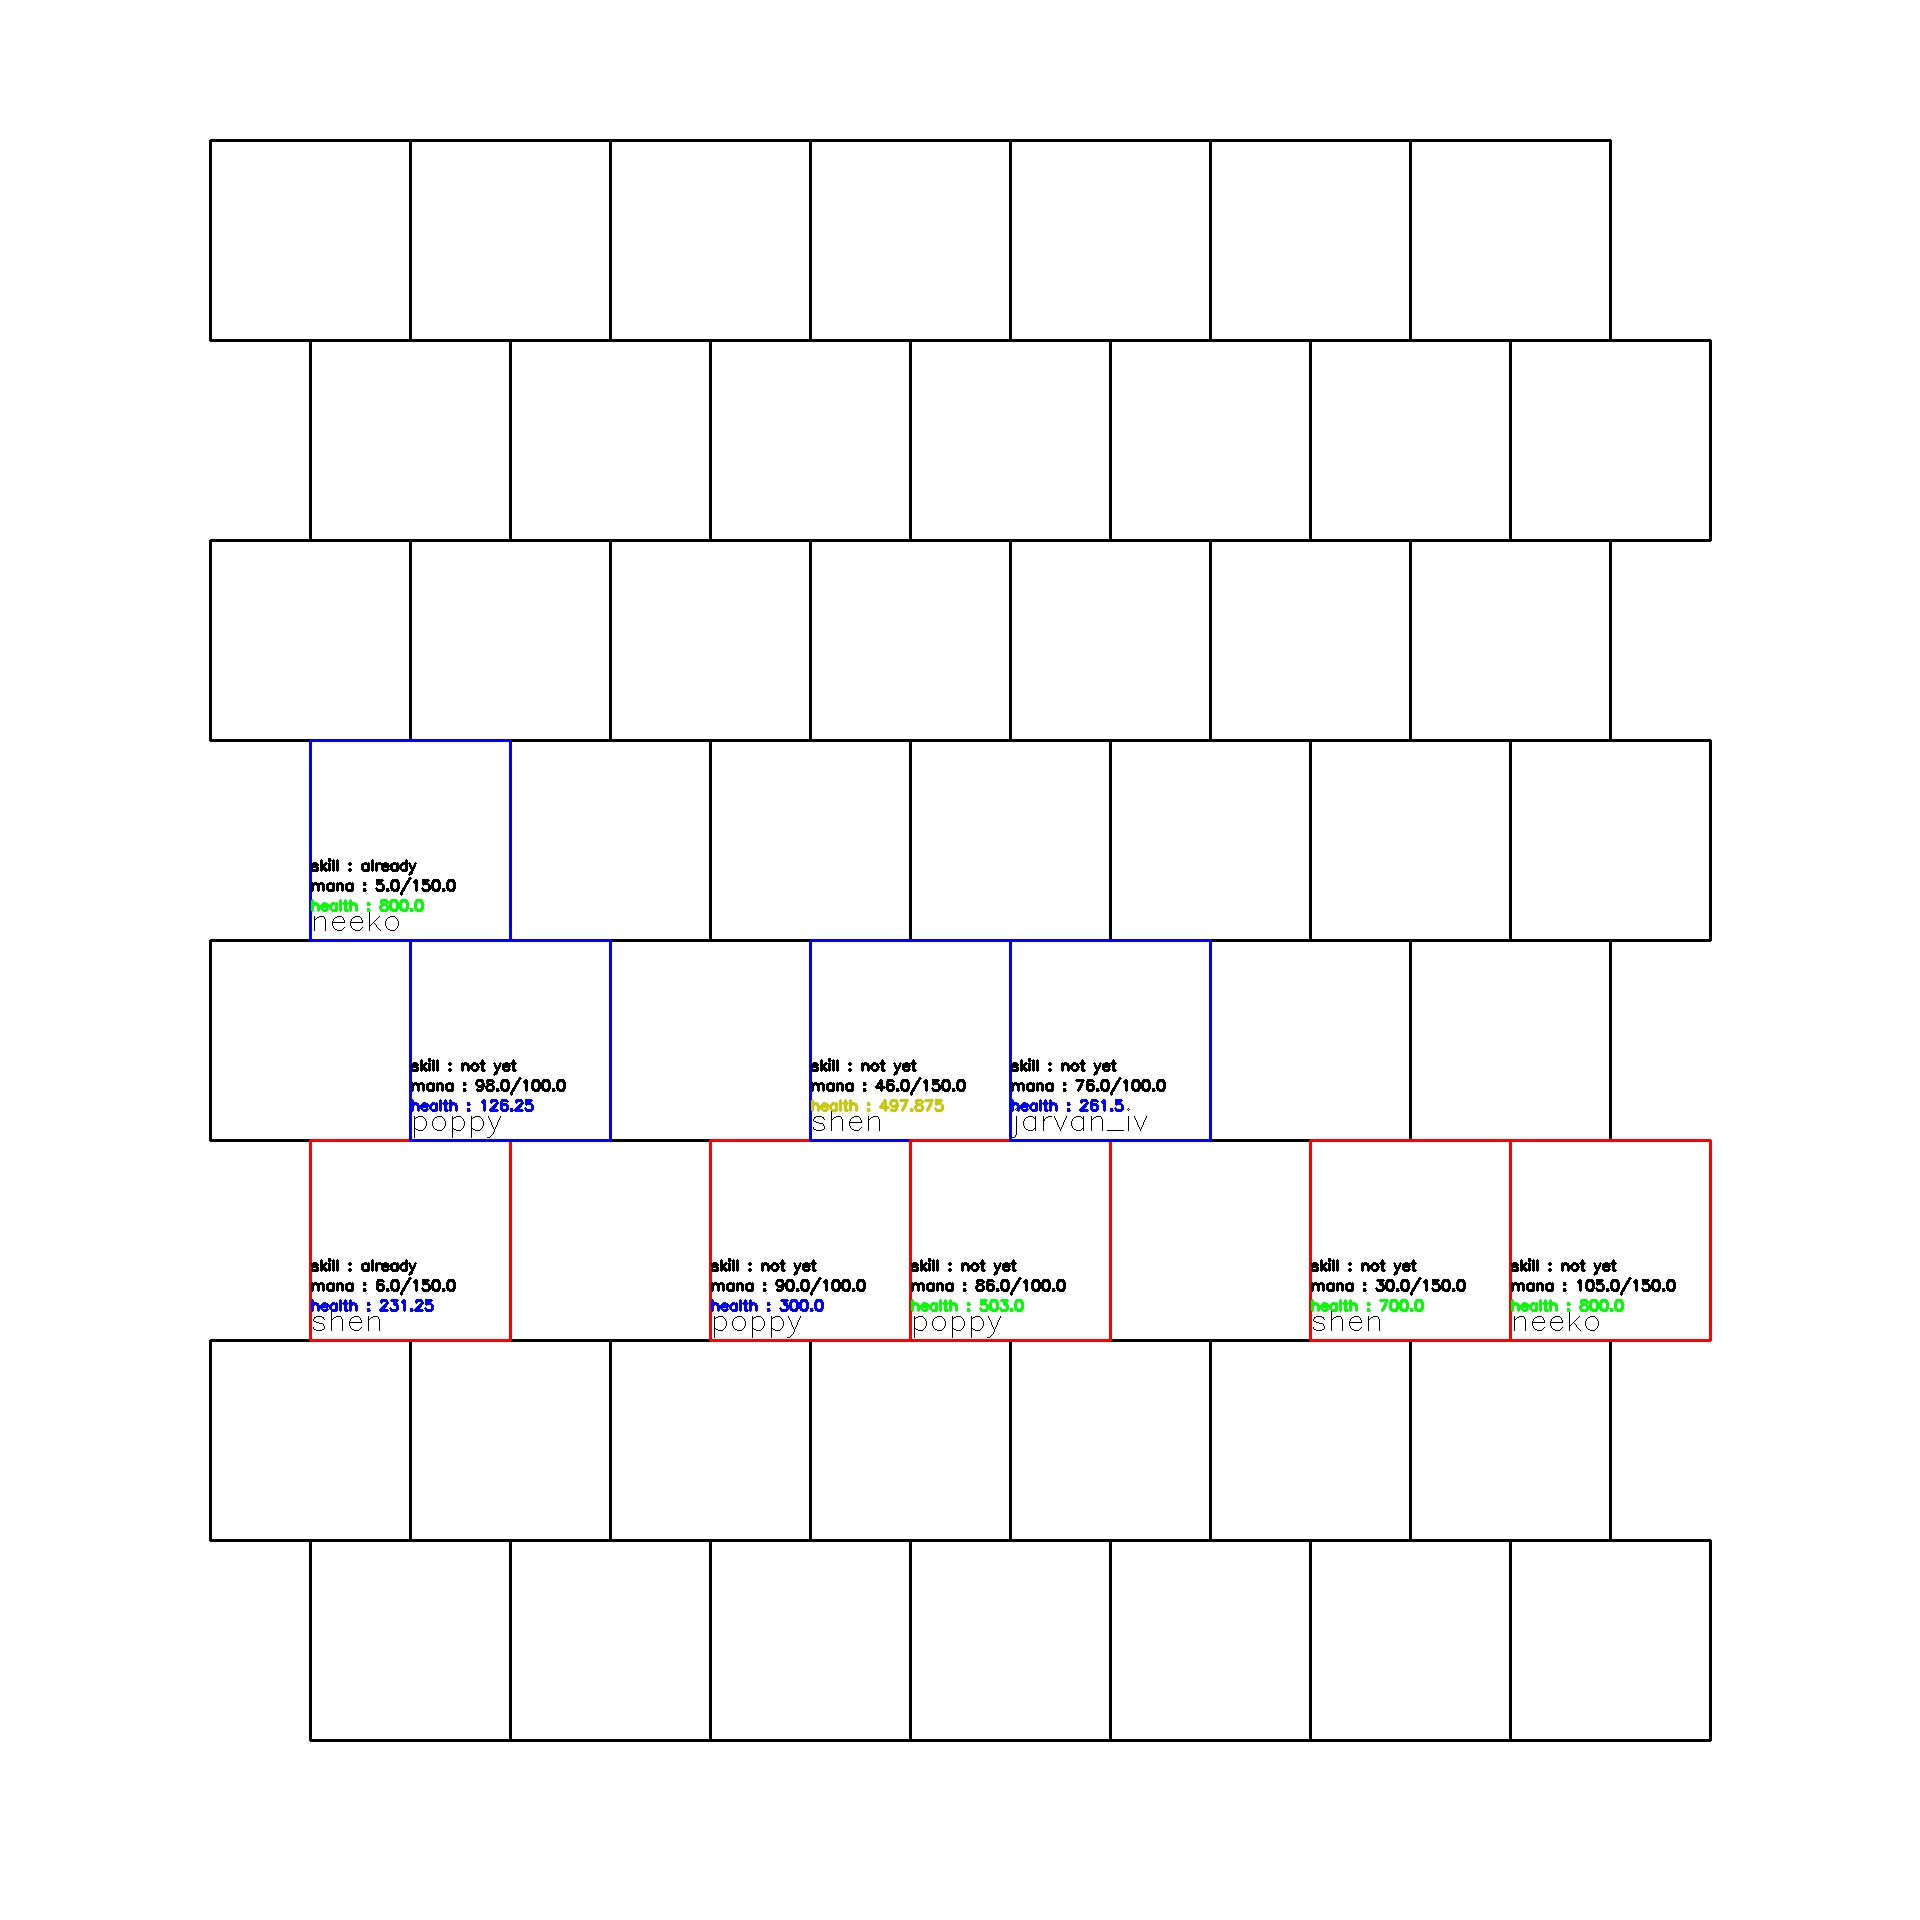 skill : already
mana : 5.0/150.0
health : 800.0
neeko
skill : not yet
mana : 98.0/100.0
health : 126.25
poppy
skill : not yet
mana : 46.0/150.0
health : 497.875
shen
skill : not yet
mana : 76.0/100.0
health : 261.5
jarvan_iv
skill : already
mana : 6.0/150.0
health : 231.25
shen
skill : not yet
mana : 90.0/100.0
health : 300.0
poppy
skill : not yet
mana : 86.0/100.0
health : 503.0
poppy
skill : not yet
mana : 30.0/150.0
health : 700.0
shen
skill : not yet
mana : 105.0/150.0
health : 800.0
neeko